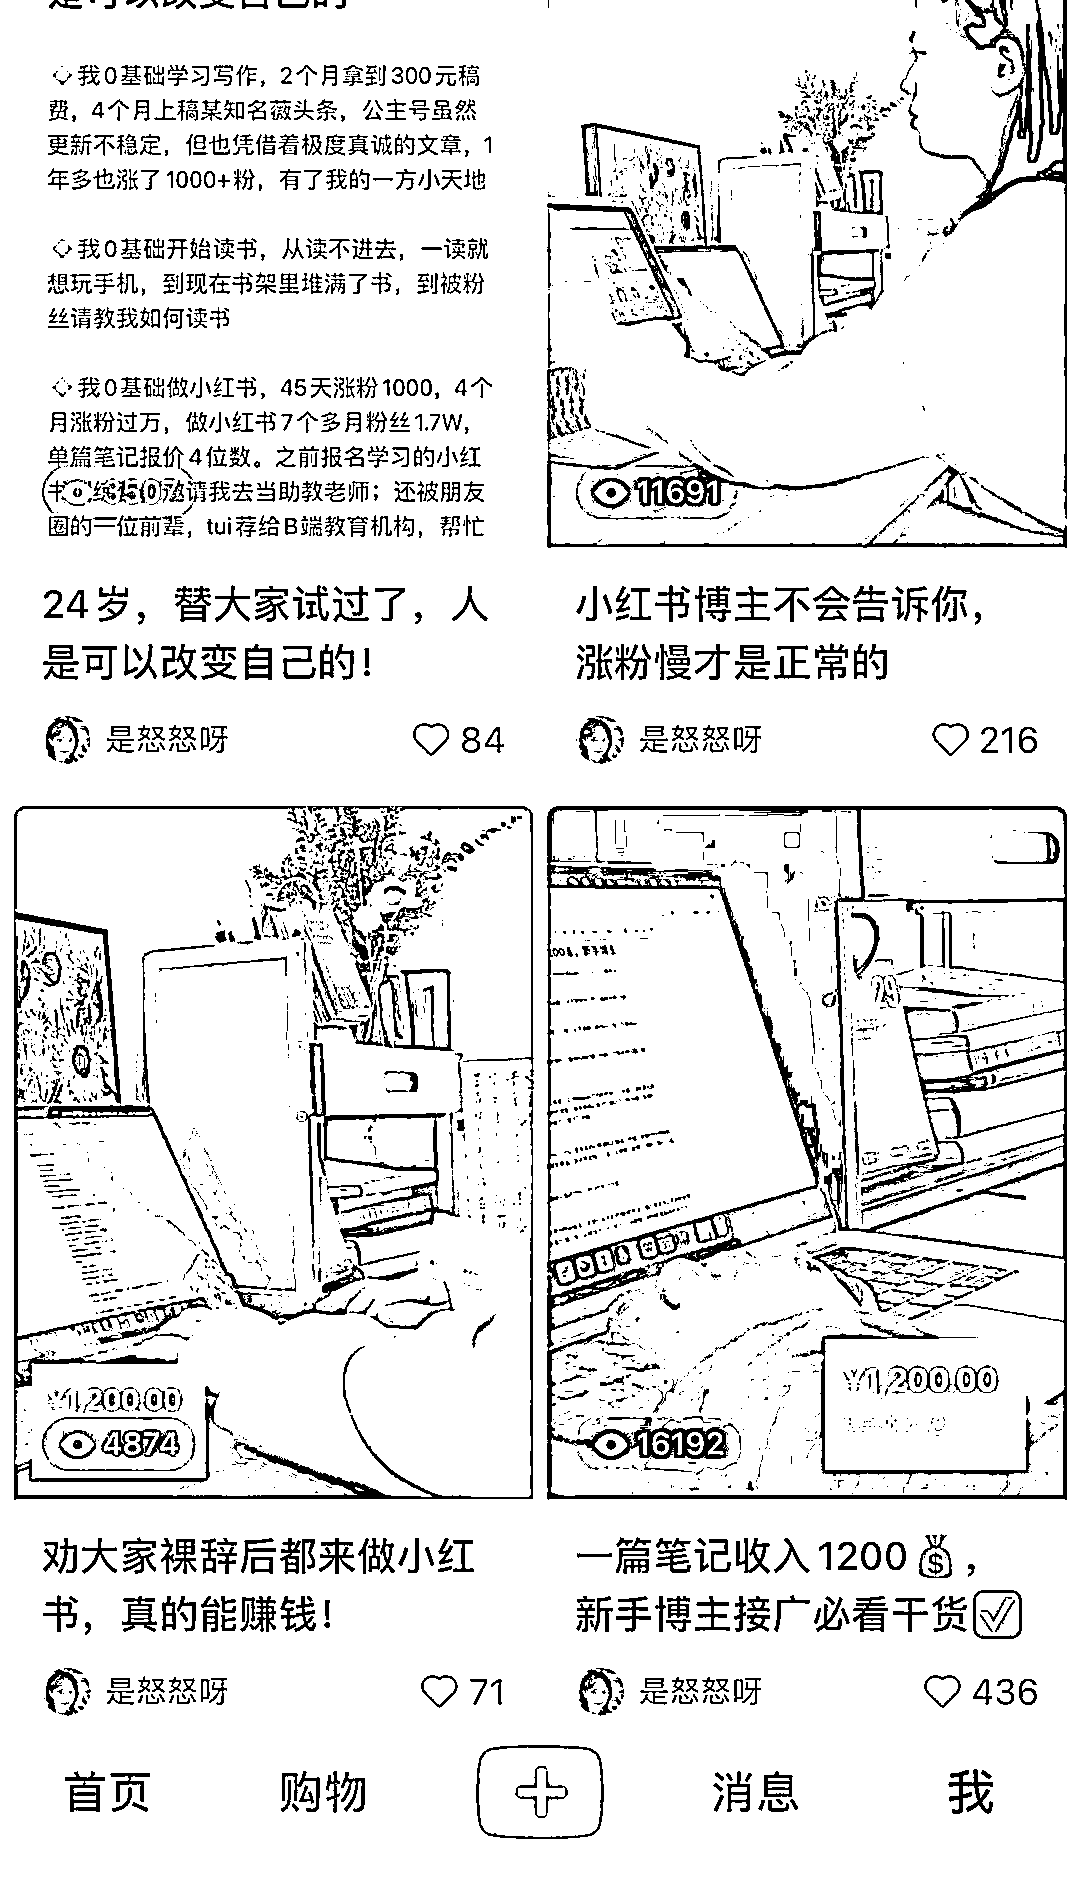 是可以改变自己的
我0基础学习写作，2个月拿到300元稿
费，4个月上稿某知名薇头条，公主号虽然
更新不稳定，但也凭借着极度真诚的文章，1
年多也涨了1000+粉，有了我的一方小天地
我0基础开始读书，从读不进去，一读就
想玩手机，到现在书架里堆满了书，到被粉
丝请教我如何读书
我0基础做小红书，45天涨粉1000，4个
月涨粉过万，做小红书7个多月粉丝1.7W，
单篇笔记报价4位数。之前报名学习的小红
请我去当助教老师；还被朋友
圈的一位前辈，tui荐给B端教育机构，帮忙
11691
24岁，替大家试过了，人
是可以改变自己的！
是怒怒呀
84
小红书博主不会告诉你，
涨粉慢才是正常的
是怒怒呀
216
¥1,200.00
4874
29
¥1,200.00
16192
劝大家裸辞后都来做小红
书，真的能赚钱！
是怒怒呀
71
一篇笔记收入1200💰，
新手博主接广必看干货☑️
是怒怒呀
436
首页
购物
消息
我